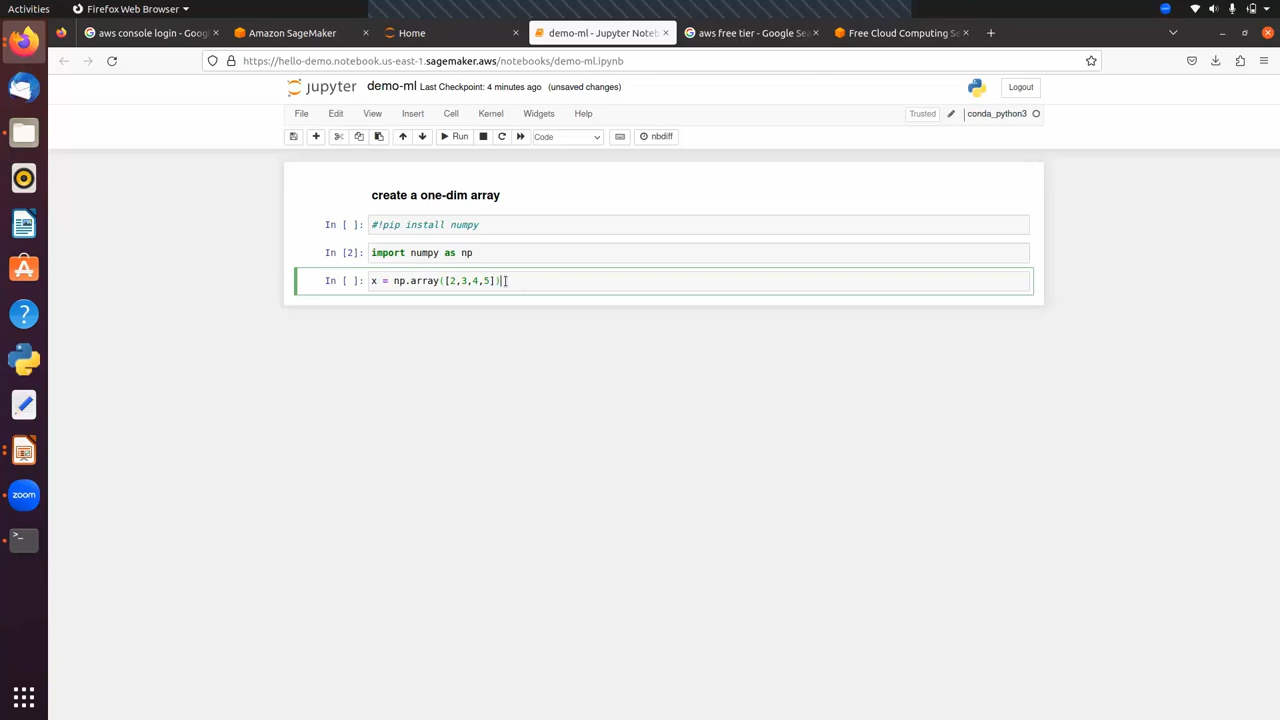 Activities
Firefox Web Browser
aws console login - Goog
Amazon SageMaker
Home
demo-ml - Jupyter Noteb
aws free tier - Google Sea
Free Cloud Computing Se
https://hello-demo.notebook.us-east-1.sagemaker.aws/notebooks/demo-ml.ipynb
jupyter
demo-ml Last Checkpoint: 4 minutes ago (unsaved changes)
Logout
File Edit View Insert Cell Kernel Widgets Help
Trusted
conda_python3
Run
Code
nbdiff
create a one-dim array
In [ ]: #!pip install numpy
In [2]: import numpy as np
In [ ]: x = np.array([2,3,4,5])
zoom